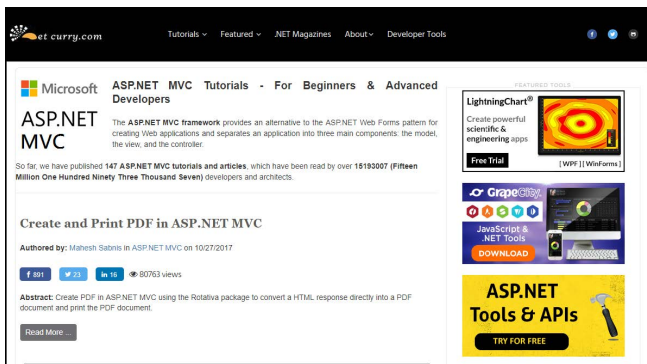 et curry.com
Tutorials Featured .NET Magazines About Developer Tools
Microsoft
ASP.NET
MVC
ASP.NET MVC Tutorials - For Beginners & Advanced
Developers
The ASP.NET MVC framework provides an alternative to the ASP.NET Web Forms pattern for
creating Web applications and separates an application into three main components: the model,
the view, and the controller.
So far, we have published 147 ASP.NET MVC tutorials and articles, which have been read by over 15193007 (Fifteen
Million One Hundred Ninety Three Thousand Seven) developers and architects.
Create and Print PDF in ASP.NET MVC
Authored by: Mahesh Sabnis in ASP.NET MVC on 10/27/2017
f 891 23 in 16 80763 views
Abstract: Create PDF in ASP.NET MVC using the Rotativa package to convert a HTML response directly into a PDF
document and print the PDF document.
Read More ...
FEATURED TOOLS
LightningChart®
Create powerful
scientific &
engineering apps
Free Trial
[ WPF ] [ WinForms ]
GrapeCity
JavaScript &
.NET Tools
DOWNLOAD
ASP.NET
Tools & APIs
TRY FOR FREE